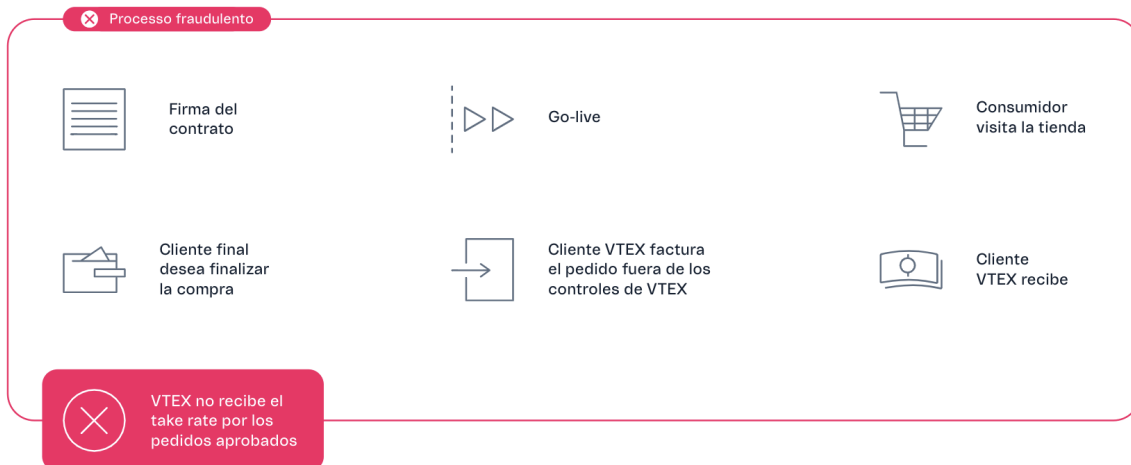 Processo fraudulento
Firma del
contrato
Go-live
Consumidor
visita la tienda
Cliente final
desea finalizar
la compra
Cliente VTEX factura
el pedido fuera de los
controles de VTEX
Cliente
VTEX recibe
VTEX no recibe el
take rate por los
pedidos aprobados